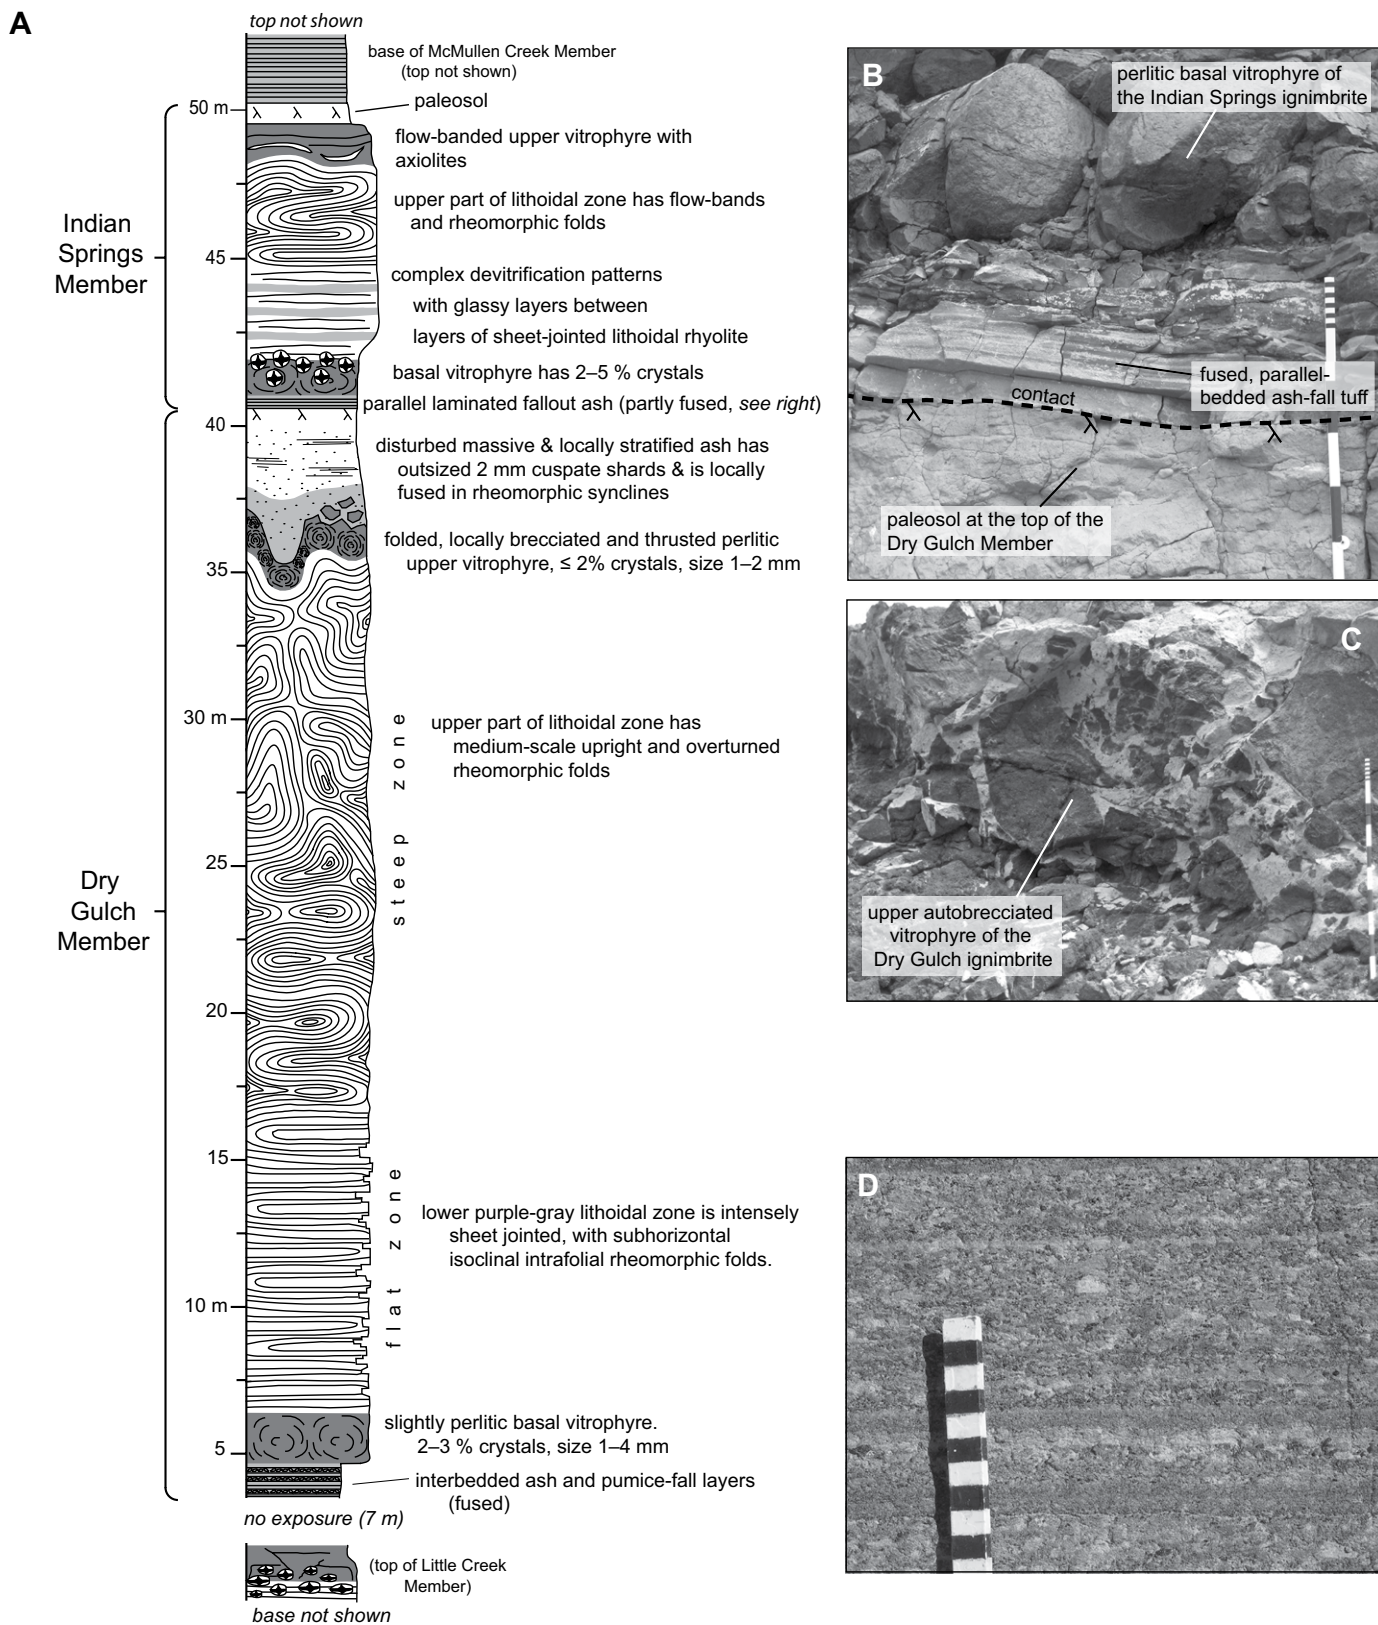 A
top not shown
base of McMullen Creek Member
(top not shown)
50 m
paleosol
flow-banded upper vitrophyre with
axiolites
upper part of lithoidal zone has flow-bands
and rheomorphic folds
Indian
Springs
Member
45
complex devitrification patterns
with glassy layers between
layers of sheet-jointed lithoidal rhyolite
basal vitrophyre has 2–5 % crystals
parallel laminated fallout ash (partly fused, see right)
40
disturbed massive & locally stratified ash has
outsized 2 mm cuspate shards & is locally
fused in rheomorphic synclines
folded, locally brecciated and thrusted perlitic
upper vitrophyre, ≤ 2% crystals, size 1–2 mm
35
30 m
steep zone
upper part of lithoidal zone has
medium-scale upright and overturned
rheomorphic folds
25
Dry
Gulch
Member
20
15
flat zone
lower purple-gray lithoidal zone is intensely
sheet jointed, with subhorizontal
isoclinal intrafolial rheomorphic folds.
10 m
slightly perlitic basal vitrophyre.
2–3 % crystals, size 1–4 mm
5
interbedded ash and pumice-fall layers
(fused)
no exposure (7 m)
(top of Little Creek
Member)
base not shown
B
perlitic basal vitrophyre of
the Indian Springs ignimbrite
fused, parallel-
bedded ash-fall tuff
contact
paleosol at the top of the
Dry Gulch Member
C
upper autobrecciated
vitrophyre of the
Dry Gulch ignimbrite
D